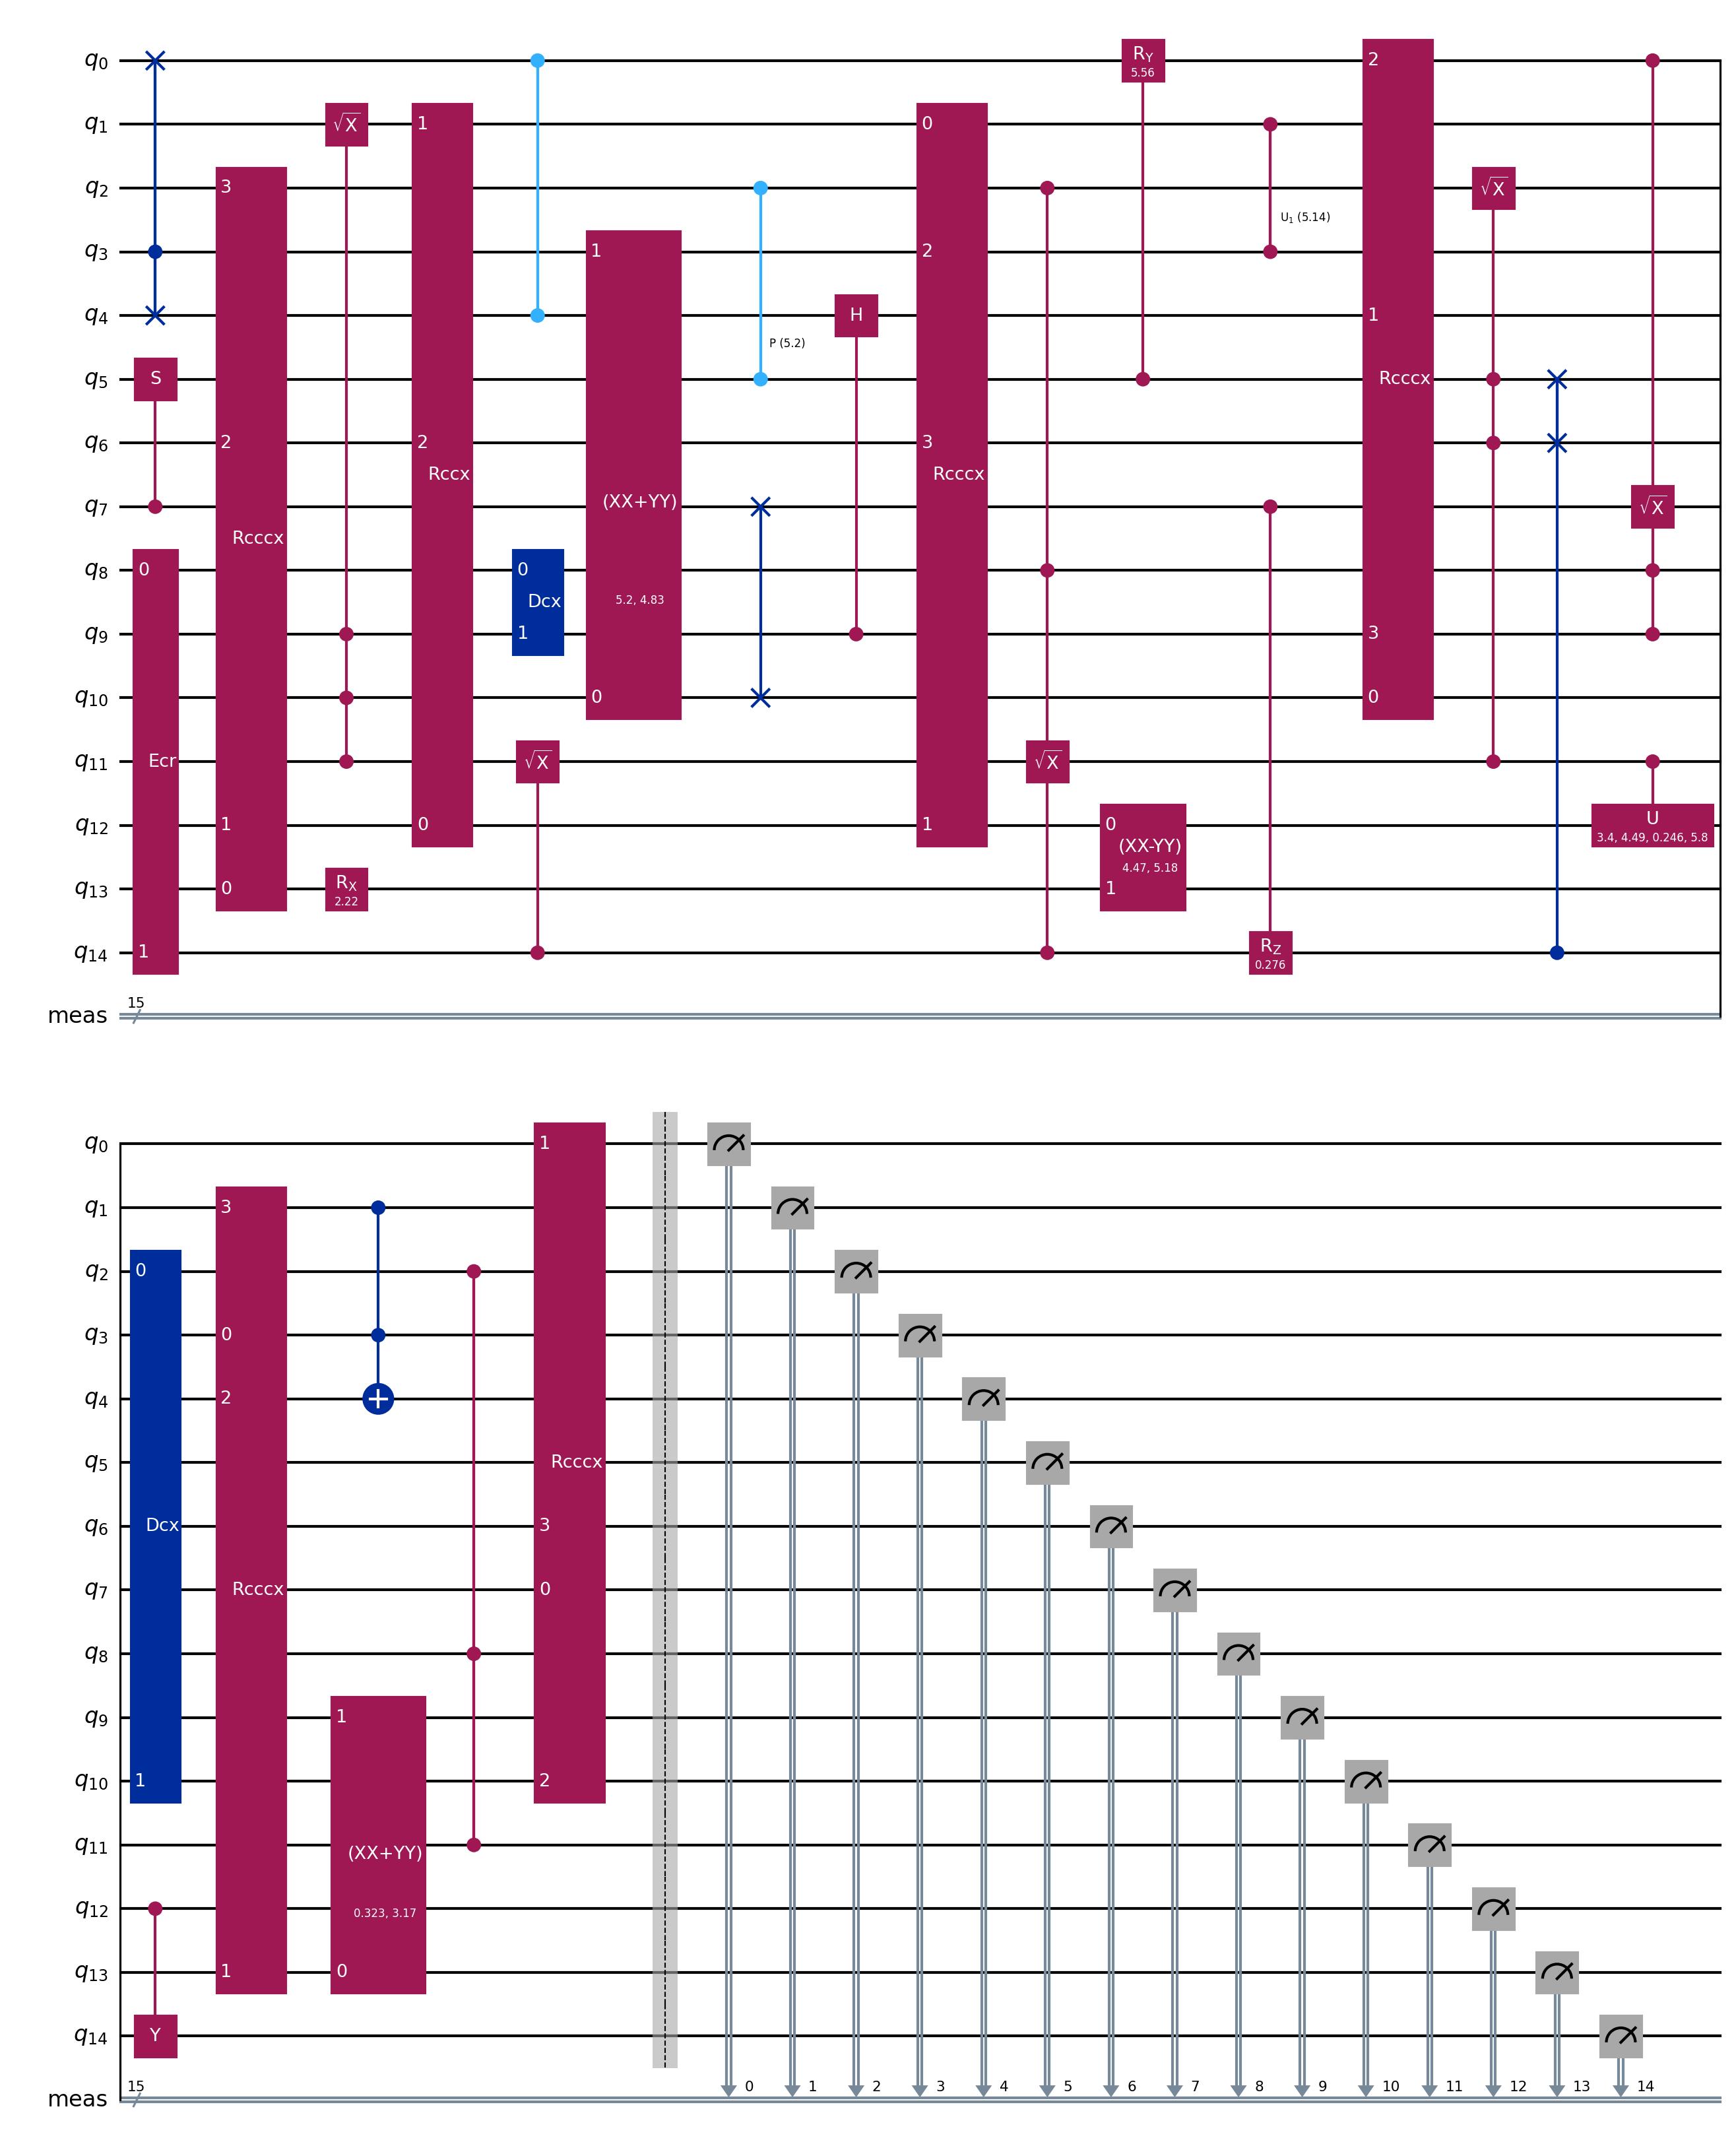 q0 2
q1 √X 1 0
q2 3 √X
q3 1 2 U1 (5.14)
q4 H 1
P (5.2)
q5 S Rcccx
q6 2 2 3
Rccx Rcccx
q7 (XX+YY) √X
Rcccx
q8 0 0
Dcx 5.2, 4.83
q9 1 3
q10 0 0
q11 Ecr √X √X
q12 1 0 1 0 U
(XX-YY) 3.4, 4.49, 0.246, 5.8
4.47, 5.18
q13 0 RX 1
2.22
q14 1 RZ
0.276
RY
5.56
15
meas
q0 1
q1 3
q2 0
q3 0
q4 2
q5 Rcccx
q6 Dcx 3
q7 Rcccx 0
q8
q9 1
q10 1 2
q11 (XX+YY)
q12 0.323, 3.17
q13 1 0
q14 Y
15 0 1 2 3 4 5 6 7 8 9 10 11 12 13 14
meas